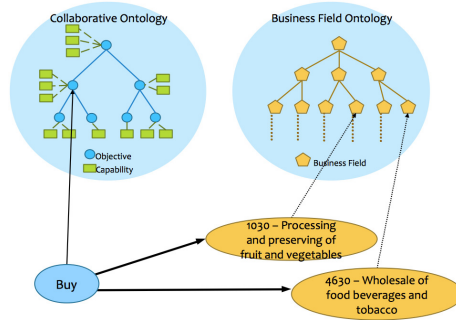 Collaborative Ontology
Business Field Ontology
Objective
Capability
Business Field
1030 – Processing
and preserving of
fruit and vegetables
Buy
4630 – Wholesale of
food beverages and
tobacco